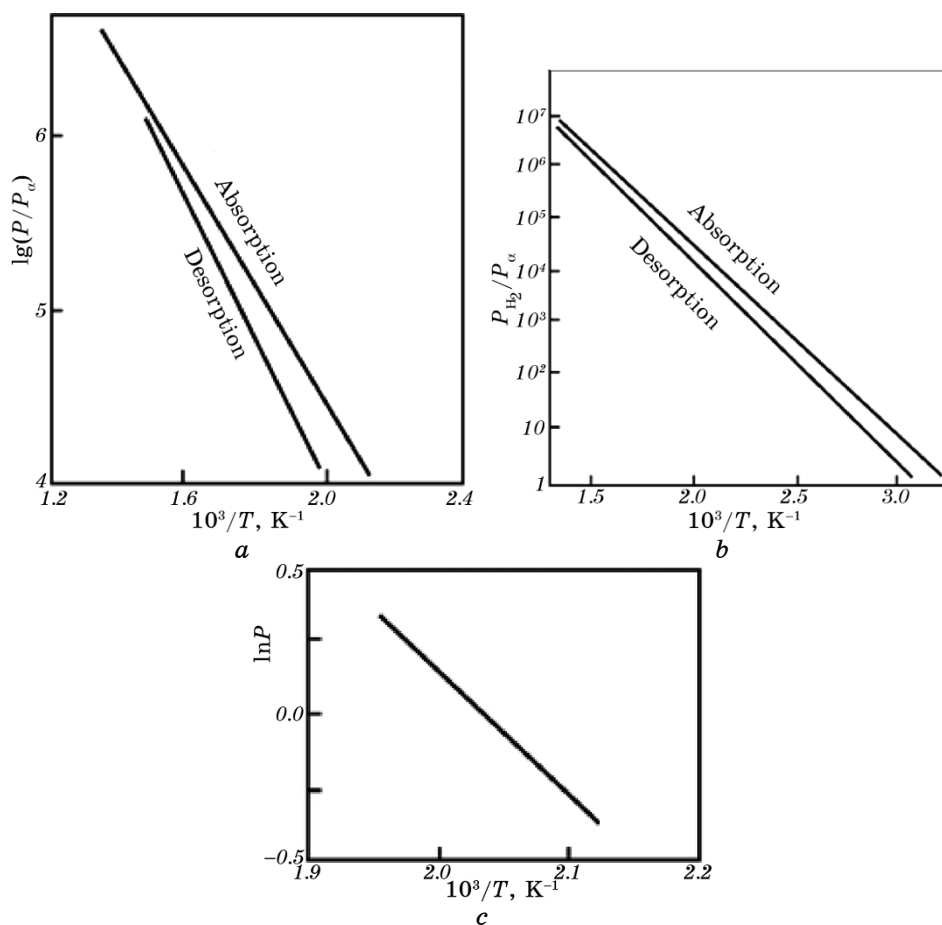 6
5
4
1.2
1.6
2.0
2.4
lg(P/Pα)
Absorption
Desorption
10³/T, K⁻¹
a
10⁷
10⁶
10⁵
10⁴
10³
10²
10
1
1.5
2.0
2.5
3.0
P_H₂/Pα
Absorption
Desorption
10³/T, K⁻¹
b
0.5
0.0
−0.5
1.9
2.0
2.1
2.2
lnP
10³/T, K⁻¹
c